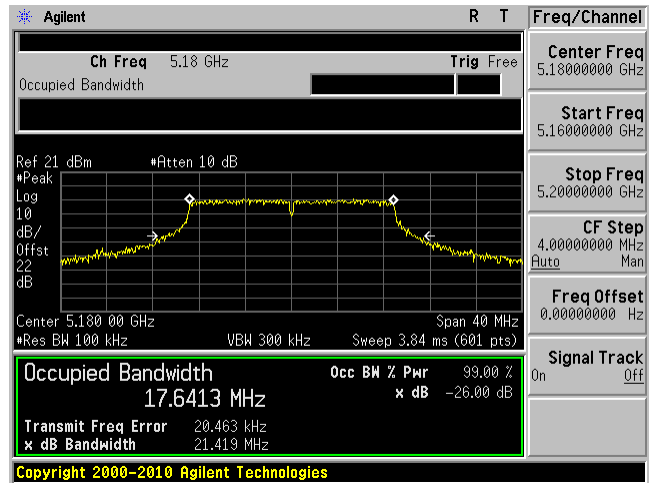 Agilent R T Freq/Channel
Ch Freq 5.18 GHz Trig Free
Occupied Bandwidth
Center Freq
5.18000000 GHz
Start Freq
5.16000000 GHz
Stop Freq
5.20000000 GHz
CF Step
4.00000000 MHz
Auto Man
Freq Offset
0.00000000 Hz
Signal Track
On Off
Ref 21 dBm #Atten 10 dB
#Peak
Log
10
dB/
Offst
22
dB
Center 5.180 00 GHz Span 40 MHz
#Res BW 100 kHz VBW 300 kHz Sweep 3.84 ms (601 pts)
Occupied Bandwidth Occ BW % Pwr 99.00 %
17.6413 MHz x dB -26.00 dB
Transmit Freq Error 20.463 kHz
x dB Bandwidth 21.419 MHz
Copyright 2000-2010 Agilent Technologies